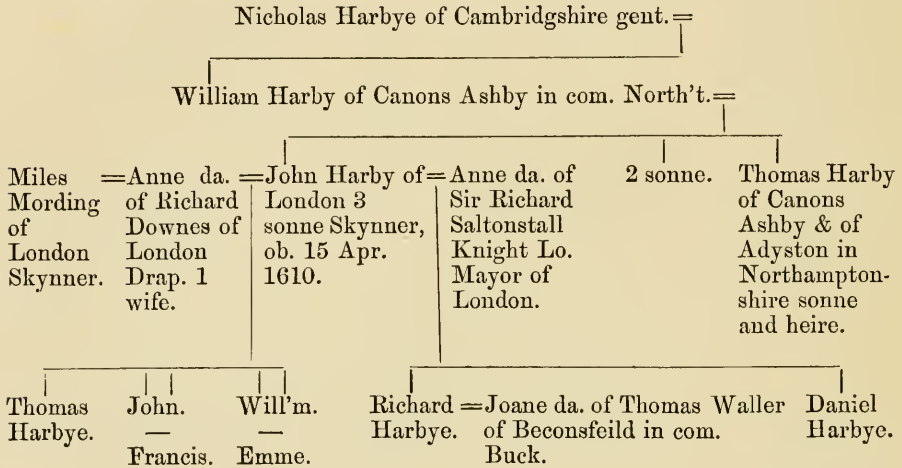 Nicholas Harbye of Cambridgshire gent.=
William Harby of Canons Ashby in com. North't.=
Miles
Mording
of
London
Skynner.
=Anne da.
of Richard
Downes of
London
Drap. 1
wife.
=John Harby of
London 3
sonne Skynner,
ob. 15 Apr.
1610.
=Anne da. of
Sir Richard
Saltonstall
Knight Lo.
Mayor of
London.
2 sonne.
Thomas Harby
of Canons
Ashby & of
Adyston in
Northampton-
shire sonne
and heire.
Thomas
Harbye.
John.
—
Francis.
Will'm.
—
Emme.
Richard
Harbye.
=Joane da. of Thomas Waller
of Beconsfeild in com.
Buck.
Daniel
Harbye.